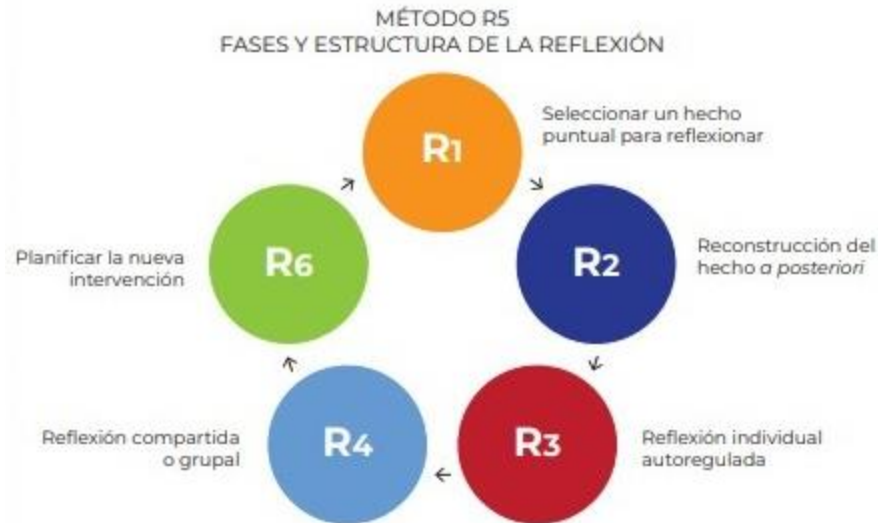 MÉTODO R5
FASES Y ESTRUCTURA DE LA REFLEXIÓN
R1
Seleccionar un hecho
puntual para reflexionar
R2
Reconstrucción del
hecho a posteriori
R3
Reflexión individual
autoregulada
R4
Reflexión compartida
o grupal
R6
Planificar la nueva
intervención